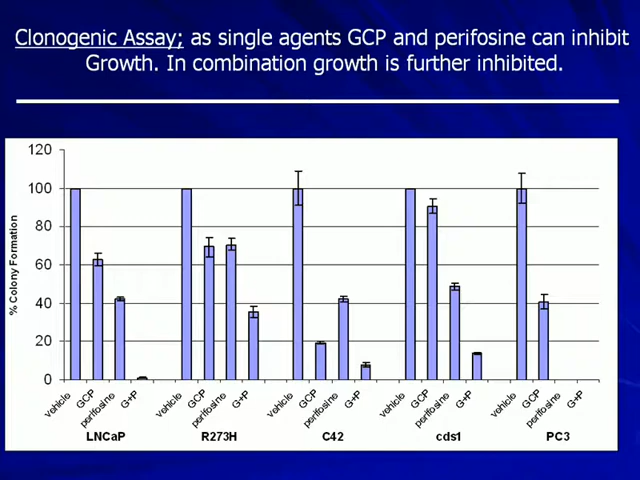 Clonogenic Assay; as single agents GCP and perifosine can inhibit
Growth. In combination growth is further inhibited.
120
100
80
60
40
20
0
% Colony Formation
vehicle GCP perifosine G+P vehicle GCP perifosine G+P vehicle GCP perifosine G+P vehicle GCP perifosine G+P vehicle GCP perifosine G+P
LNCaP R273H C42 cds1 PC3